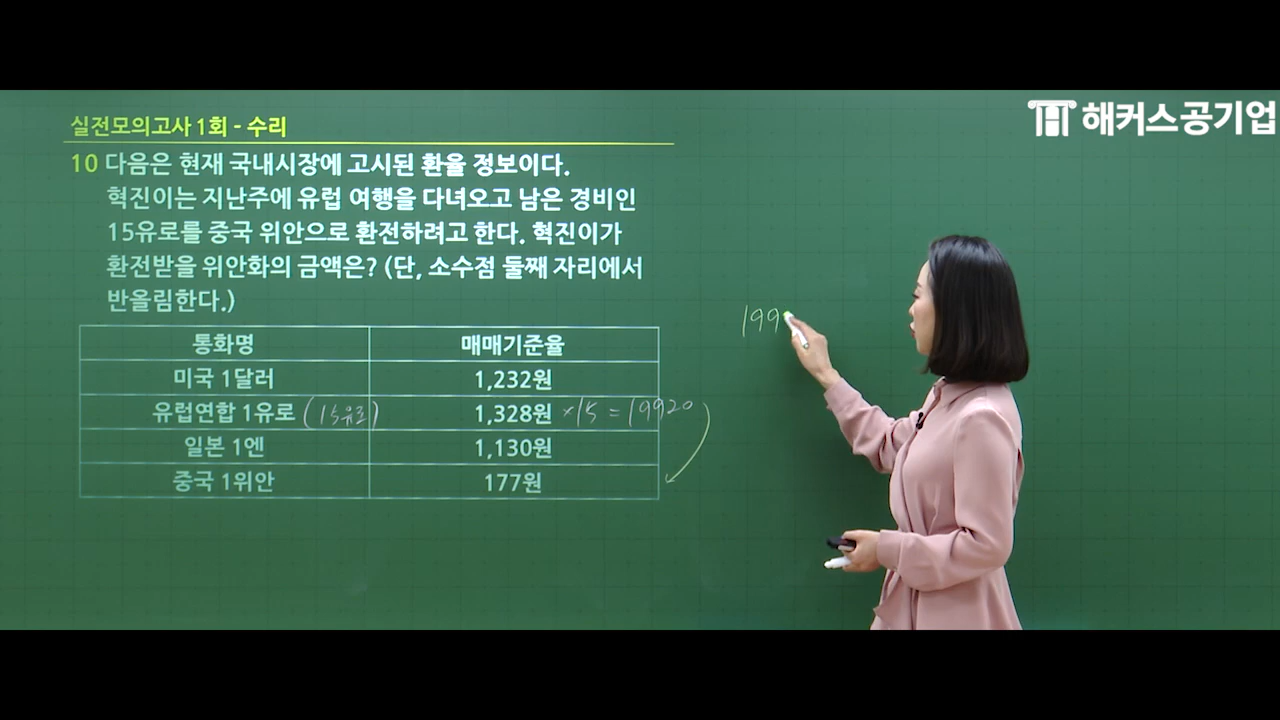 해커스공기업
실전모의고사 1회 - 수리
10 다음은 현재 국내시장에 고시된 환율 정보이다.
혁진이는 지난주에 유럽 여행을 다녀오고 남은 경비인
15유로를 중국 위안으로 환전하려고 한다. 혁진이가
환전받을 위안화의 금액은? (단, 소수점 둘째 자리에서
반올림한다.)
통화명 매매기준율
미국 1달러 1,232원
유럽연합 1유로 (15유로) 1,328원 ×15 = 19920
일본 1엔 1,130원
중국 1위안 177원
199